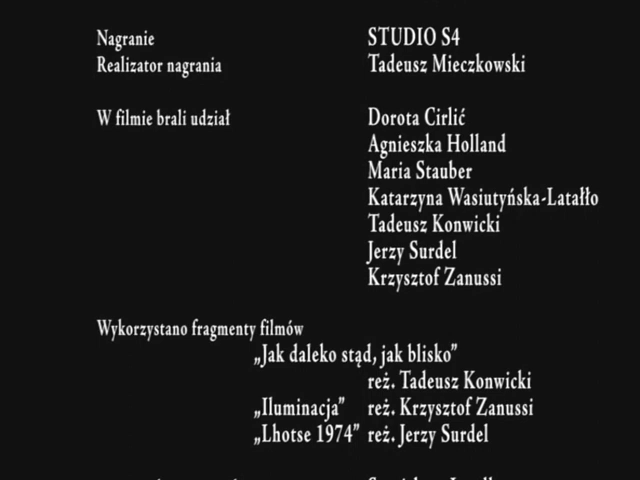 Nagranie STUDIO S4
Realizator nagrania Tadeusz Mieczkowski
W filmie brali udział Dorota Cirlić
Agnieszka Holland
Maria Stauber
Katarzyna Wasiutyńska-Latałło
Tadeusz Konwicki
Jerzy Surdel
Krzysztof Zanussi
Wykorzystano fragmenty filmów
„Jak daleko stąd, jak blisko”
reż. Tadeusz Konwicki
„Iluminacja” reż. Krzysztof Zanussi
„Lhotse 1974” reż. Jerzy Surdel